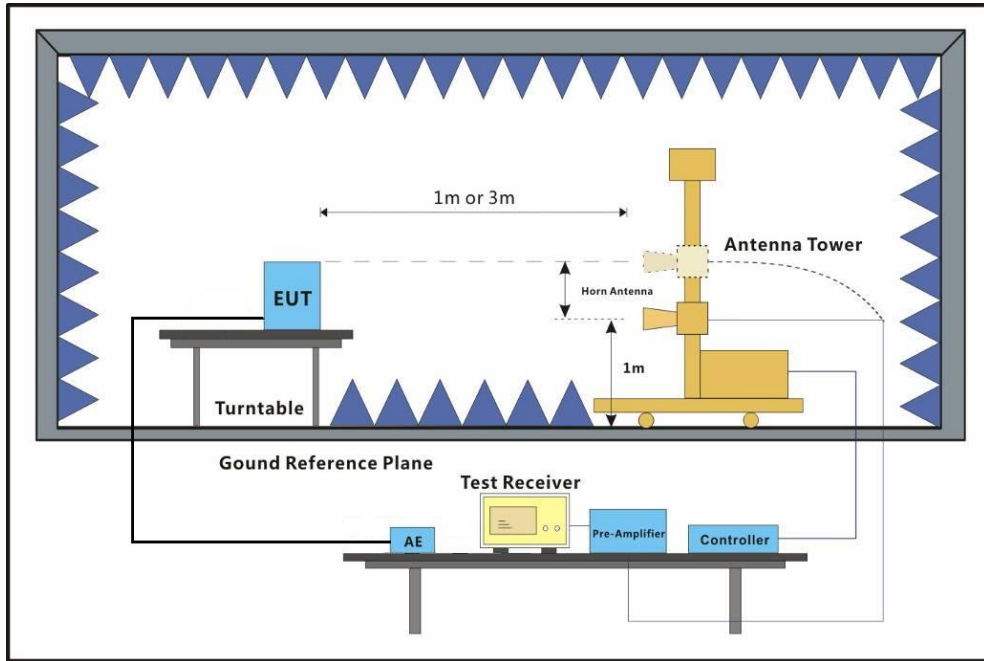 1m or 3m
Antenna Tower
EUT
Horn Antenna
1m
Turntable
Gound Reference Plane
Test Receiver
AE
Pre-Amplifier
Controller